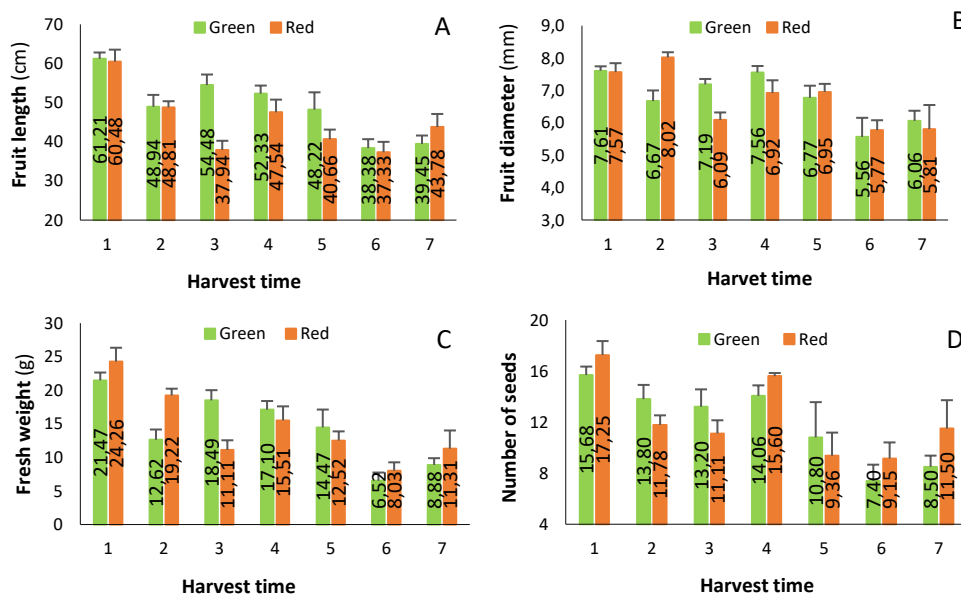 A
Green Red
Fruit length (cm)
70
60
50
40
30
20
61,21 60,48 48,94 48,81 54,48 37,94 52,33 47,54 48,22 40,66 38,38 37,33 39,45 43,78
1 2 3 4 5 6 7
Harvest time
B
Green Red
Fruit diameter (mm)
9,0
8,0
7,0
6,0
5,0
4,0
3,0
7,61 7,57 6,67 8,02 7,19 6,09 7,56 6,92 6,77 6,95 5,56 5,77 6,06 5,81
1 2 3 4 5 6 7
Harvet time
C
Green Red
Fresh weight (g)
30
25
20
15
10
5
0
21,47 24,26 12,62 19,22 18,49 11,11 17,10 15,51 14,47 12,52 6,52 8,03 8,88 11,31
1 2 3 4 5 6 7
Harvest time
D
Green Red
Number of seeds
20
16
12
8
4
15,68 17,25 13,80 11,78 13,20 11,11 14,06 15,60 10,80 9,36 7,40 9,15 8,50 11,50
1 2 3 4 5 6 7
Harvest time